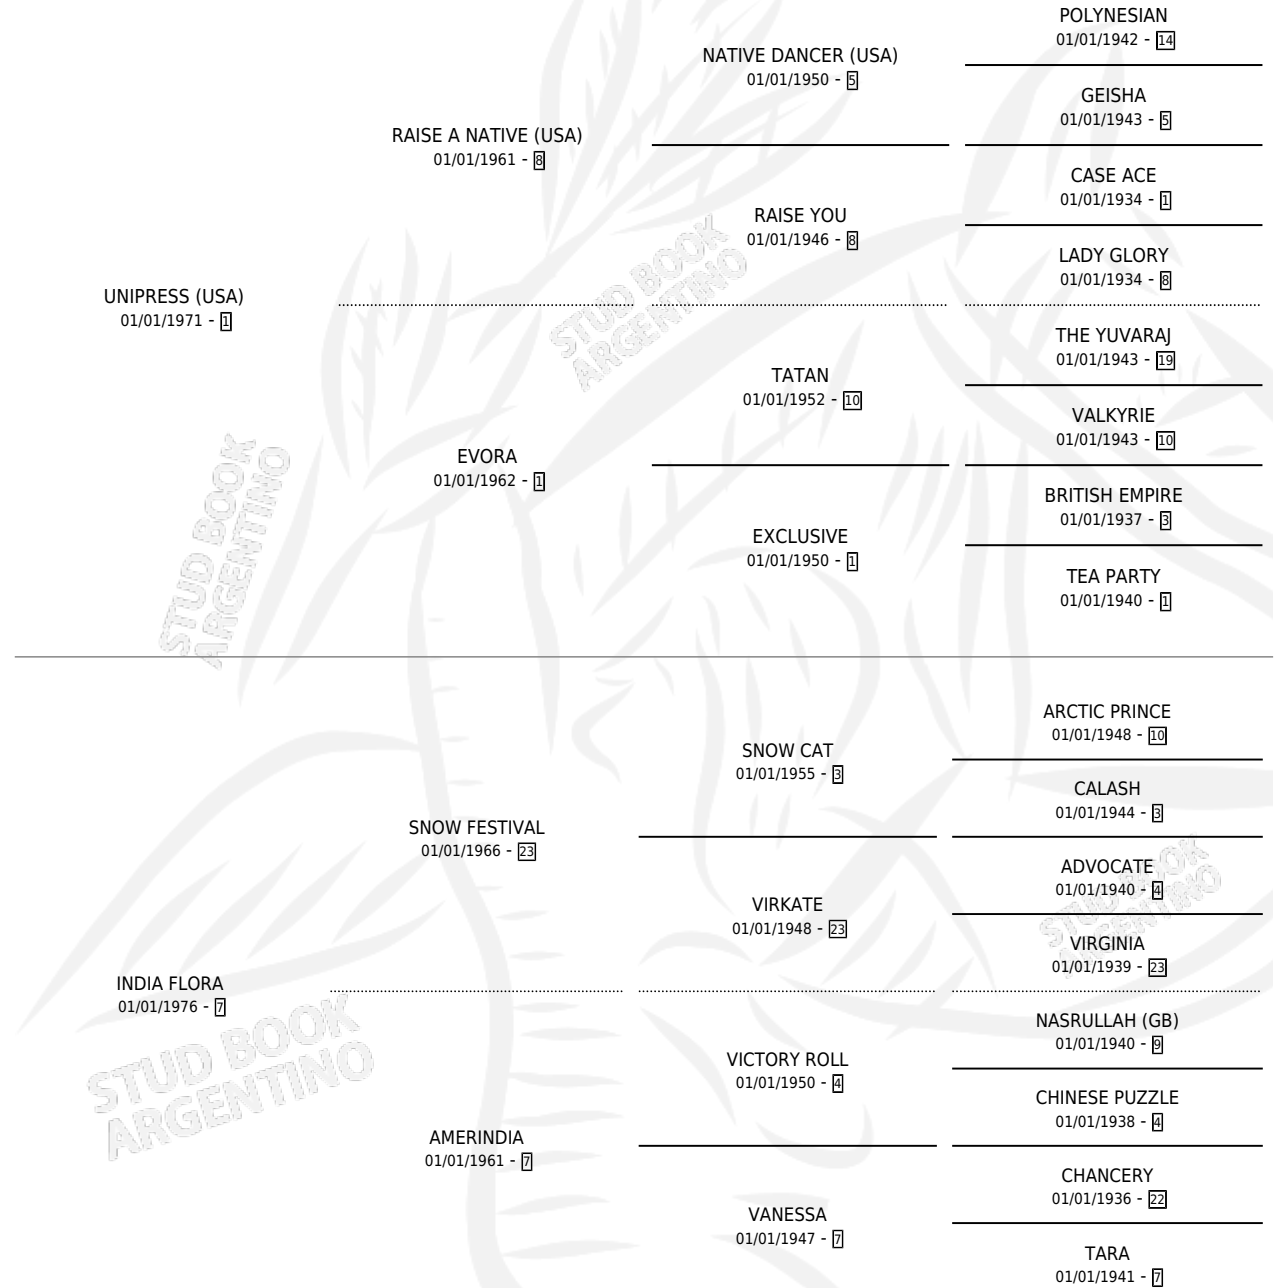 POLYNESIAN
01/01/1942 - 14
NATIVE DANCER (USA)
01/01/1950 - 5
GEISHA
01/01/1943 - 5
RAISE A NATIVE (USA)
01/01/1961 - 8
CASE ACE
01/01/1934 - 1
RAISE YOU
01/01/1946 - 8
LADY GLORY
01/01/1934 - 8
UNIPRESS (USA)
01/01/1971 - 1
THE YUVARAJ
01/01/1943 - 19
TATAN
01/01/1952 - 10
VALKYRIE
01/01/1943 - 10
EVORA
01/01/1962 - 1
BRITISH EMPIRE
01/01/1937 - 3
EXCLUSIVE
01/01/1950 - 1
TEA PARTY
01/01/1940 - 1
ARCTIC PRINCE
01/01/1948 - 10
SNOW CAT
01/01/1955 - 3
CALASH
01/01/1944 - 3
SNOW FESTIVAL
01/01/1966 - 23
ADVOCATE
01/01/1940 - 4
VIRKATE
01/01/1948 - 23
VIRGINIA
01/01/1939 - 23
INDIA FLORA
01/01/1976 - 7
NASRULLAH (GB)
01/01/1940 - 9
VICTORY ROLL
01/01/1950 - 4
CHINESE PUZZLE
01/01/1938 - 4
AMERINDIA
01/01/1961 - 7
CHANCERY
01/01/1936 - 22
VANESSA
01/01/1947 - 7
TARA
01/01/1941 - 7
STUD BOOK
ARGENTINO
STUD BOOK
ARGENTINO
STUD BOOK
ARGENTINO
STUD BOOK
ARGENTINO